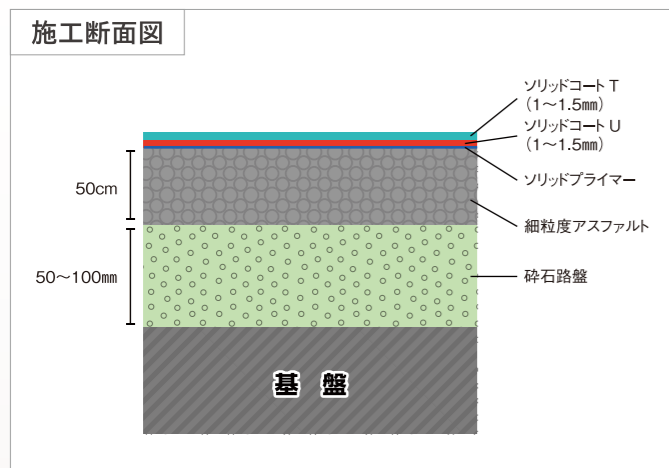 施工断面図
ソリッドコート T
（1〜1.5㎜）
ソリッドコート U
（1〜1.5㎜）
ソリッドプライマー
50cm
細粒度アスファルト
50〜100㎜
砕石路盤
基 盤